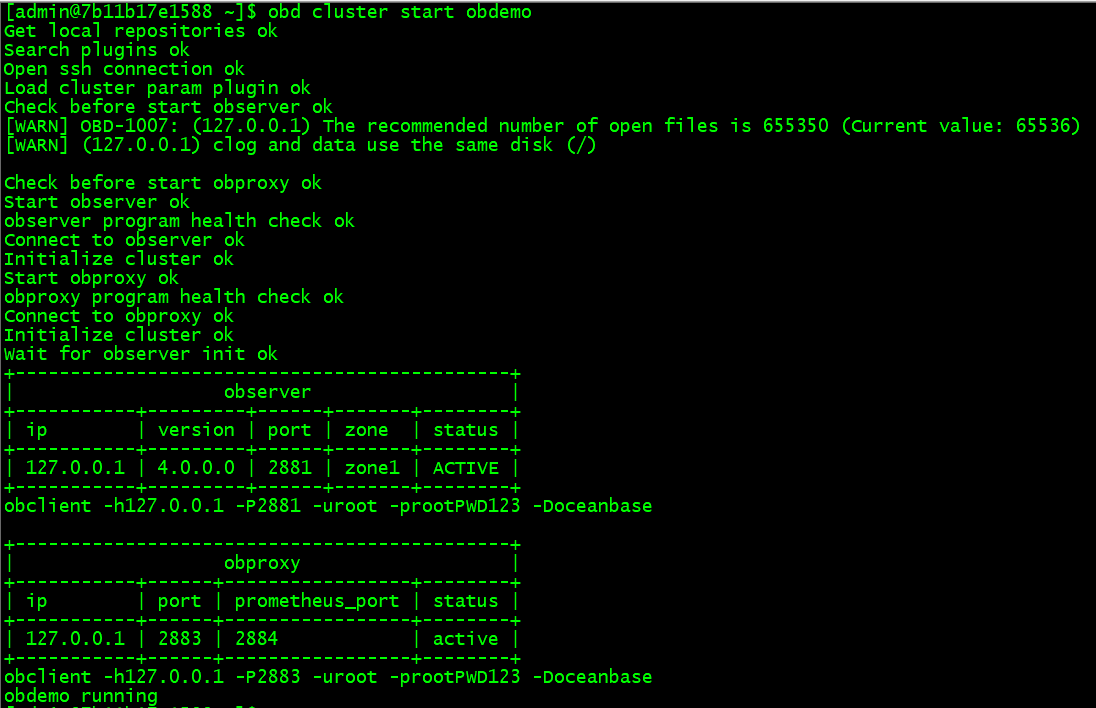 [admin@7b11b17e1588 ~]$ obd cluster start obdemo
Get local repositories ok
Search plugins ok
Open ssh connection ok
Load cluster param plugin ok
Check before start observer ok
[WARN] OBD-1007: (127.0.0.1) The recommended number of open files is 655350 (Current value: 65536)
[WARN] (127.0.0.1) clog and data use the same disk (/)

Check before start obproxy ok
Start observer ok
observer program health check ok
Connect to observer ok
Initialize cluster ok
Start obproxy ok
obproxy program health check ok
Connect to obproxy ok
Initialize cluster ok
Wait for observer init ok
+---------------------------------------------+
|                   observer                  |
+-----------+---------+------+-------+--------+
| ip        | version | port | zone  | status |
+-----------+---------+------+-------+--------+
| 127.0.0.1 | 4.0.0.0 | 2881 | zone1 | ACTIVE |
+-----------+---------+------+-------+--------+
obclient -h127.0.0.1 -P2881 -uroot -prootPWD123 -Doceanbase

+---------------------------------------------+
|                   obproxy                   |
+-----------+------+-----------------+--------+
| ip        | port | prometheus_port | status |
+-----------+------+-----------------+--------+
| 127.0.0.1 | 2883 | 2884            | active |
+-----------+------+-----------------+--------+
obclient -h127.0.0.1 -P2883 -uroot -prootPWD123 -Doceanbase
obdemo running